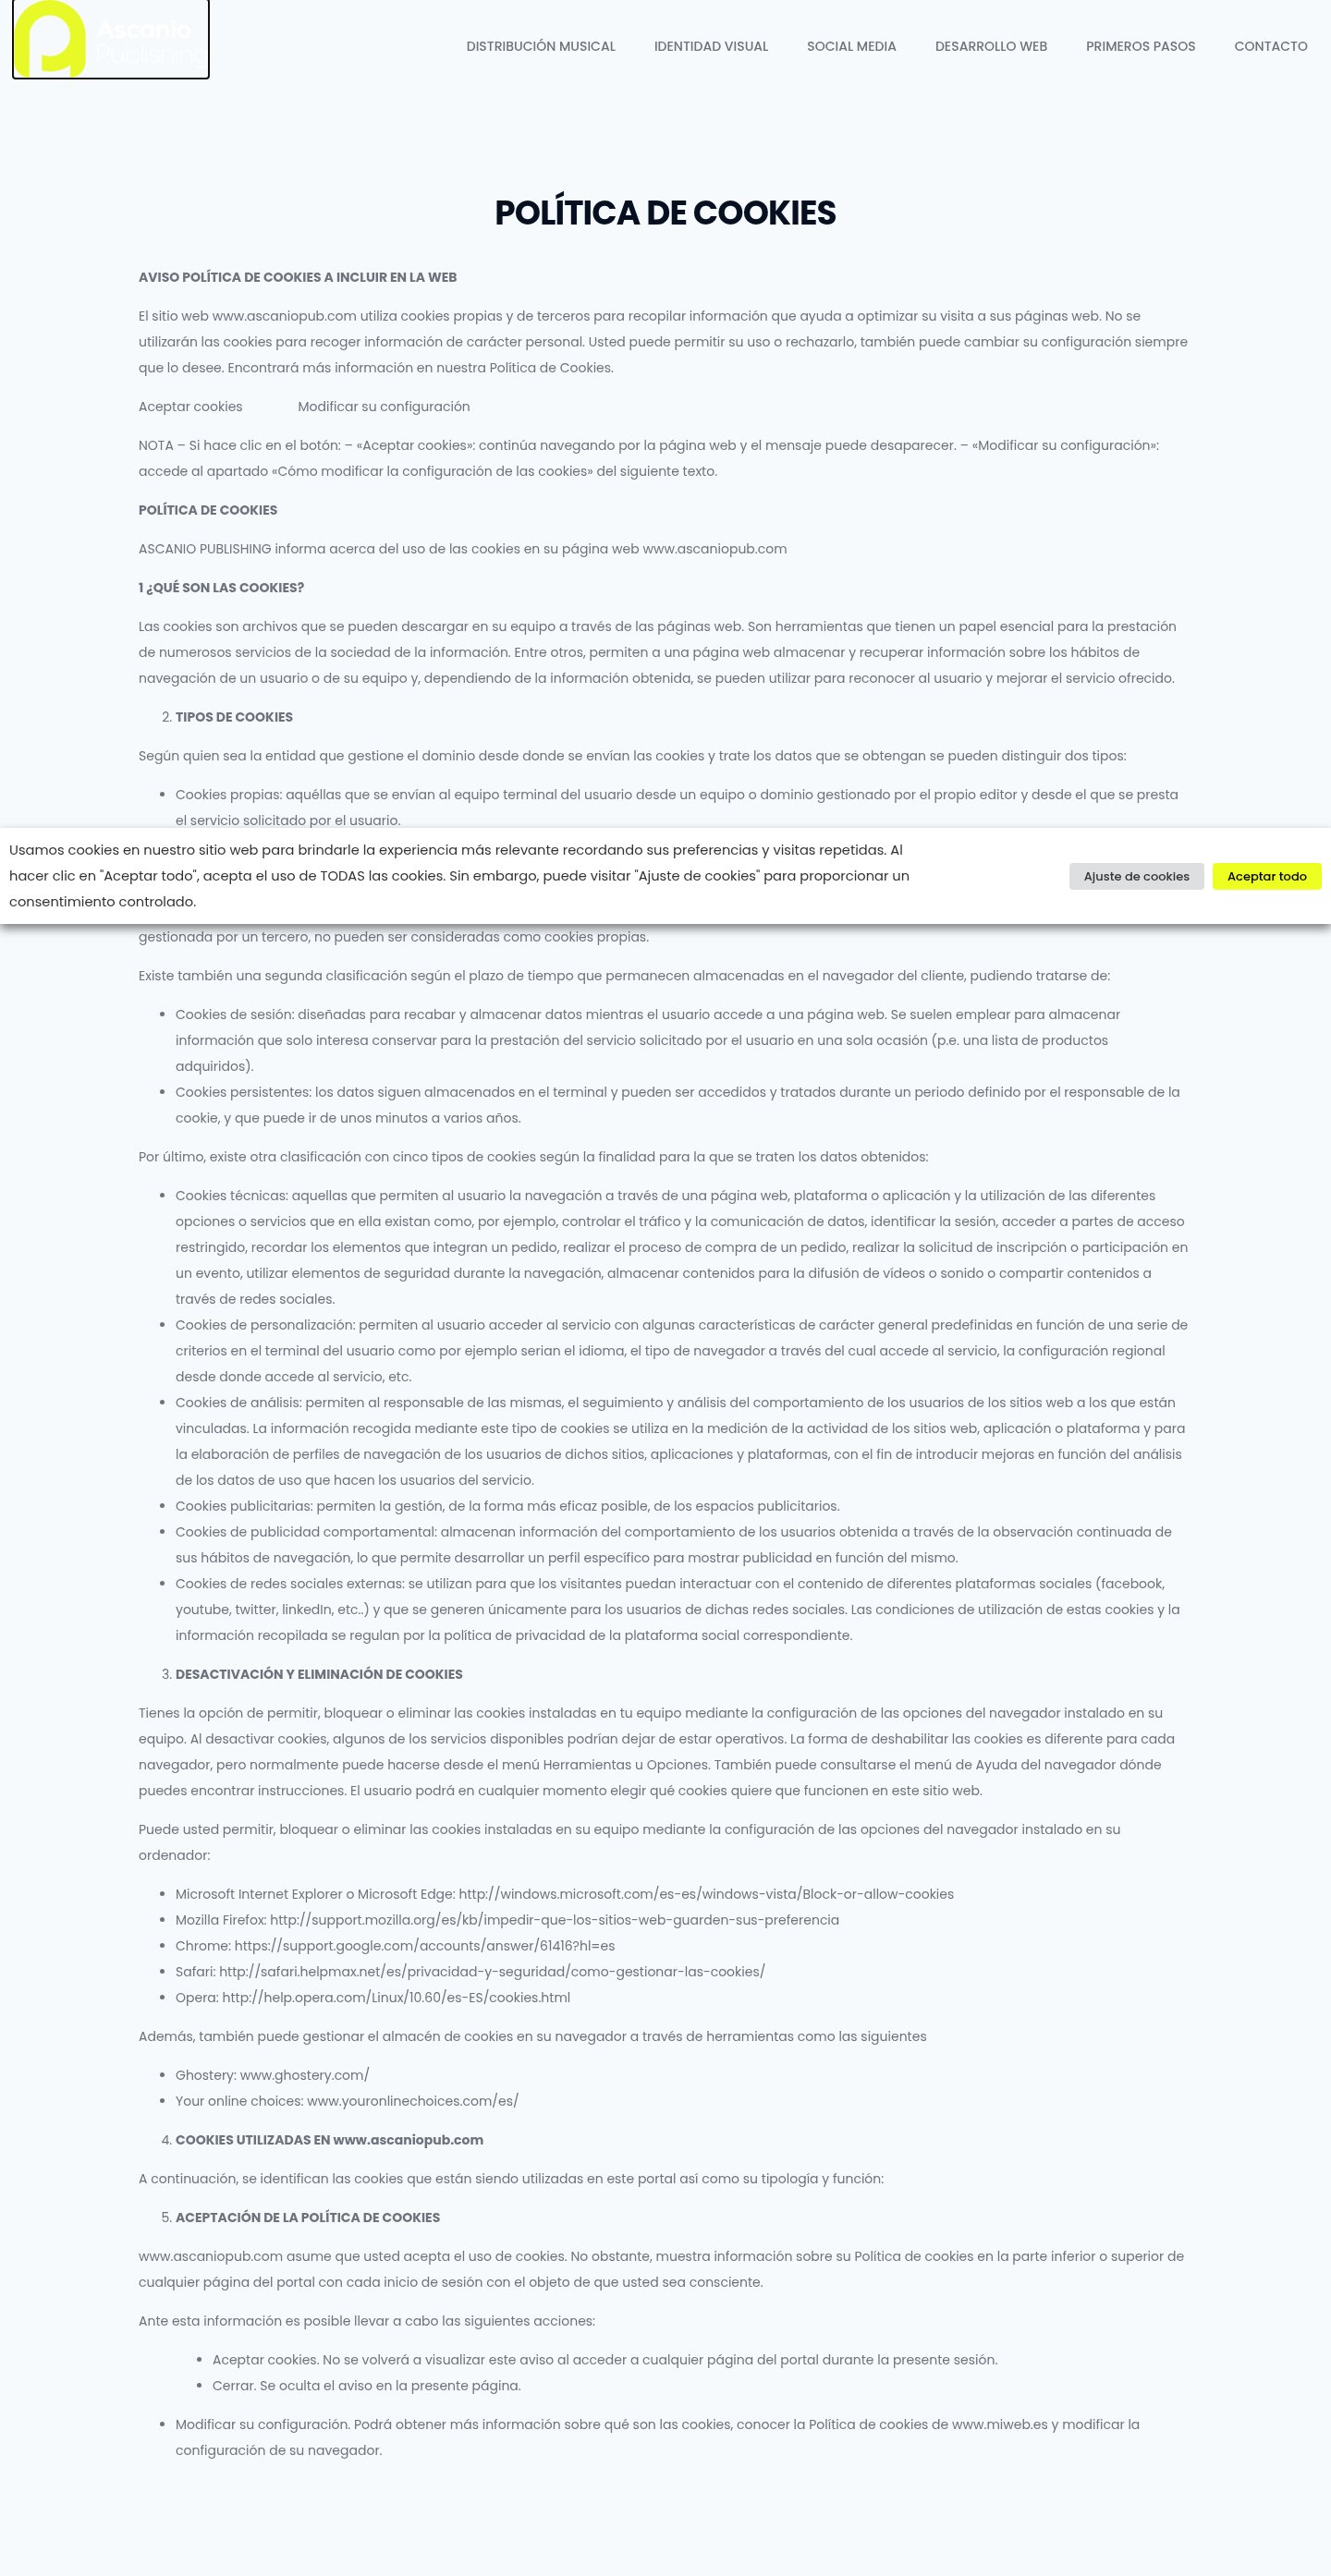 Ascanio
Publishing
DISTRIBUCIÓN MUSICAL
IDENTIDAD VISUAL
SOCIAL MEDIA
DESARROLLO WEB
PRIMEROS PASOS
CONTACTO
POLÍTICA DE COOKIES
AVISO POLÍTICA DE COOKIES A INCLUIR EN LA WEB
El sitio web www.ascaniopub.com utiliza cookies propias y de terceros para recopilar información que ayuda a optimizar su visita a sus páginas web. No se
utilizarán las cookies para recoger información de carácter personal. Usted puede permitir su uso o rechazarlo, también puede cambiar su configuración siempre
que lo desee. Encontrará más información en nuestra Política de Cookies.
Aceptar cookies Modificar su configuración
NOTA – Si hace clic en el botón: – «Aceptar cookies»: continúa navegando por la página web y el mensaje puede desaparecer. – «Modificar su configuración»:
accede al apartado «Cómo modificar la configuración de las cookies» del siguiente texto.
POLÍTICA DE COOKIES
ASCANIO PUBLISHING informa acerca del uso de las cookies en su página web www.ascaniopub.com
1 ¿QUÉ SON LAS COOKIES?
Las cookies son archivos que se pueden descargar en su equipo a través de las páginas web. Son herramientas que tienen un papel esencial para la prestación
de numerosos servicios de la sociedad de la información. Entre otros, permiten a una página web almacenar y recuperar información sobre los hábitos de
navegación de un usuario o de su equipo y, dependiendo de la información obtenida, se pueden utilizar para reconocer al usuario y mejorar el servicio ofrecido.
2. TIPOS DE COOKIES
Según quien sea la entidad que gestione el dominio desde donde se envían las cookies y trate los datos que se obtengan se pueden distinguir dos tipos:
• Cookies propias: aquéllas que se envían al equipo terminal del usuario desde un equipo o dominio gestionado por el propio editor y desde el que se presta
el servicio solicitado por el usuario.
Usamos cookies en nuestro sitio web para brindarle la experiencia más relevante recordando sus preferencias y visitas repetidas. Al
hacer clic en "Aceptar todo", acepta el uso de TODAS las cookies. Sin embargo, puede visitar "Ajuste de cookies" para proporcionar un
consentimiento controlado.
Ajuste de cookies
Aceptar todo
gestionada por un tercero, no pueden ser consideradas como cookies propias.
Existe también una segunda clasificación según el plazo de tiempo que permanecen almacenadas en el navegador del cliente, pudiendo tratarse de:
• Cookies de sesión: diseñadas para recabar y almacenar datos mientras el usuario accede a una página web. Se suelen emplear para almacenar
información que solo interesa conservar para la prestación del servicio solicitado por el usuario en una sola ocasión (p.e. una lista de productos
adquiridos).
• Cookies persistentes: los datos siguen almacenados en el terminal y pueden ser accedidos y tratados durante un periodo definido por el responsable de la
cookie, y que puede ir de unos minutos a varios años.
Por último, existe otra clasificación con cinco tipos de cookies según la finalidad para la que se traten los datos obtenidos:
• Cookies técnicas: aquellas que permiten al usuario la navegación a través de una página web, plataforma o aplicación y la utilización de las diferentes
opciones o servicios que en ella existan como, por ejemplo, controlar el tráfico y la comunicación de datos, identificar la sesión, acceder a partes de acceso
restringido, recordar los elementos que integran un pedido, realizar el proceso de compra de un pedido, realizar la solicitud de inscripción o participación en
un evento, utilizar elementos de seguridad durante la navegación, almacenar contenidos para la difusión de vídeos o sonido o compartir contenidos a
través de redes sociales.
• Cookies de personalización: permiten al usuario acceder al servicio con algunas características de carácter general predefinidas en función de una serie de
criterios en el terminal del usuario como por ejemplo serian el idioma, el tipo de navegador a través del cual accede al servicio, la configuración regional
desde donde accede al servicio, etc.
• Cookies de análisis: permiten al responsable de las mismas, el seguimiento y análisis del comportamiento de los usuarios de los sitios web a los que están
vinculadas. La información recogida mediante este tipo de cookies se utiliza en la medición de la actividad de los sitios web, aplicación o plataforma y para
la elaboración de perfiles de navegación de los usuarios de dichos sitios, aplicaciones y plataformas, con el fin de introducir mejoras en función del análisis
de los datos de uso que hacen los usuarios del servicio.
• Cookies publicitarias: permiten la gestión, de la forma más eficaz posible, de los espacios publicitarios.
• Cookies de publicidad comportamental: almacenan información del comportamiento de los usuarios obtenida a través de la observación continuada de
sus hábitos de navegación, lo que permite desarrollar un perfil específico para mostrar publicidad en función del mismo.
• Cookies de redes sociales externas: se utilizan para que los visitantes puedan interactuar con el contenido de diferentes plataformas sociales (facebook,
youtube, twitter, linkedIn, etc..) y que se generen únicamente para los usuarios de dichas redes sociales. Las condiciones de utilización de estas cookies y la
información recopilada se regulan por la política de privacidad de la plataforma social correspondiente.
3. DESACTIVACIÓN Y ELIMINACIÓN DE COOKIES
Tienes la opción de permitir, bloquear o eliminar las cookies instaladas en tu equipo mediante la configuración de las opciones del navegador instalado en su
equipo. Al desactivar cookies, algunos de los servicios disponibles podrían dejar de estar operativos. La forma de deshabilitar las cookies es diferente para cada
navegador, pero normalmente puede hacerse desde el menú Herramientas u Opciones. También puede consultarse el menú de Ayuda del navegador dónde
puedes encontrar instrucciones. El usuario podrá en cualquier momento elegir qué cookies quiere que funcionen en este sitio web.
Puede usted permitir, bloquear o eliminar las cookies instaladas en su equipo mediante la configuración de las opciones del navegador instalado en su
ordenador:
• Microsoft Internet Explorer o Microsoft Edge: http://windows.microsoft.com/es-es/windows-vista/Block-or-allow-cookies
• Mozilla Firefox: http://support.mozilla.org/es/kb/impedir-que-los-sitios-web-guarden-sus-preferencia
• Chrome: https://support.google.com/accounts/answer/61416?hl=es
• Safari: http://safari.helpmax.net/es/privacidad-y-seguridad/como-gestionar-las-cookies/
• Opera: http://help.opera.com/Linux/10.60/es-ES/cookies.html
Además, también puede gestionar el almacén de cookies en su navegador a través de herramientas como las siguientes
• Ghostery: www.ghostery.com/
• Your online choices: www.youronlinechoices.com/es/
4. COOKIES UTILIZADAS EN www.ascaniopub.com
A continuación, se identifican las cookies que están siendo utilizadas en este portal así como su tipología y función:
5. ACEPTACIÓN DE LA POLÍTICA DE COOKIES
www.ascaniopub.com asume que usted acepta el uso de cookies. No obstante, muestra información sobre su Política de cookies en la parte inferior o superior de
cualquier página del portal con cada inicio de sesión con el objeto de que usted sea consciente.
Ante esta información es posible llevar a cabo las siguientes acciones:
• Aceptar cookies. No se volverá a visualizar este aviso al acceder a cualquier página del portal durante la presente sesión.
• Cerrar. Se oculta el aviso en la presente página.
• Modificar su configuración. Podrá obtener más información sobre qué son las cookies, conocer la Política de cookies de www.miweb.es y modificar la
configuración de su navegador.